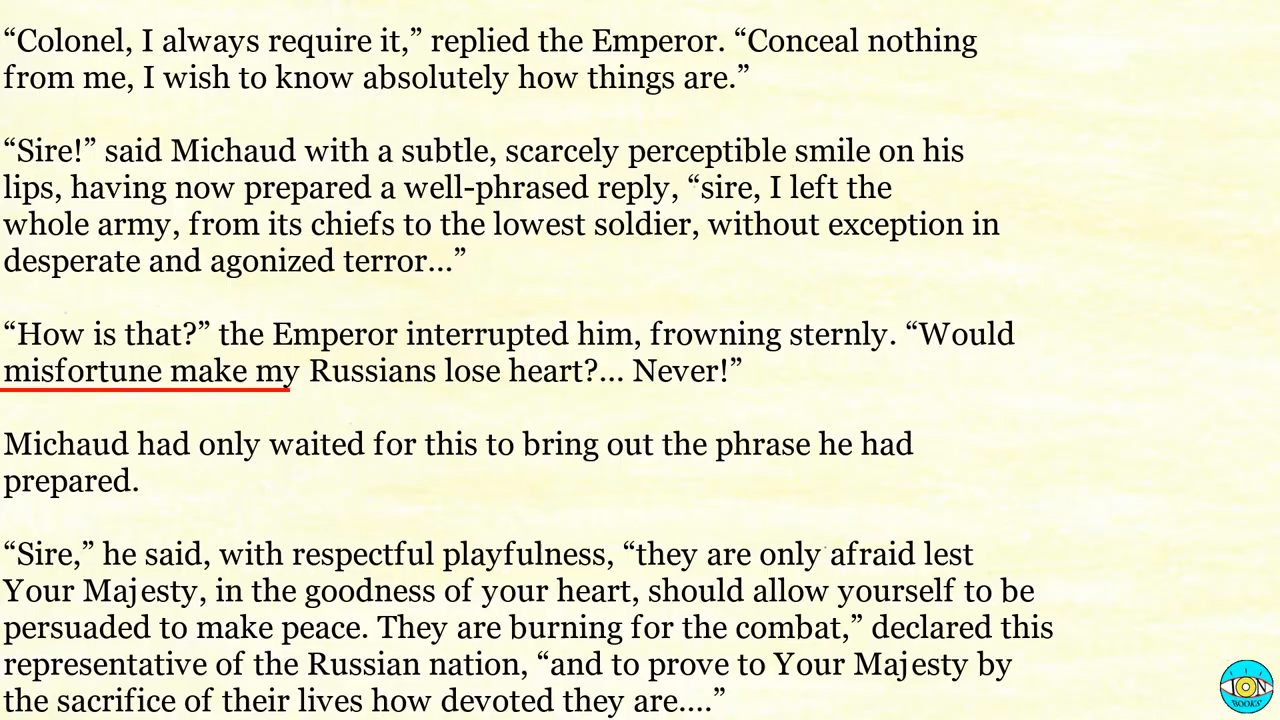 “Colonel, I always require it,” replied the Emperor. “Conceal nothing
from me, I wish to know absolutely how things are.”
“Sire!” said Michaud with a subtle, scarcely perceptible smile on his
lips, having now prepared a well-phrased reply, “sire, I left the
whole army, from its chiefs to the lowest soldier, without exception in
desperate and agonized terror...”
“How is that?” the Emperor interrupted him, frowning sternly. “Would
misfortune make my Russians lose heart?... Never!”
Michaud had only waited for this to bring out the phrase he had
prepared.
“Sire,” he said, with respectful playfulness, “they are only afraid lest
Your Majesty, in the goodness of your heart, should allow yourself to be
persuaded to make peace. They are burning for the combat,” declared this
representative of the Russian nation, “and to prove to Your Majesty by
the sacrifice of their lives how devoted they are....”
ION
BOOKS